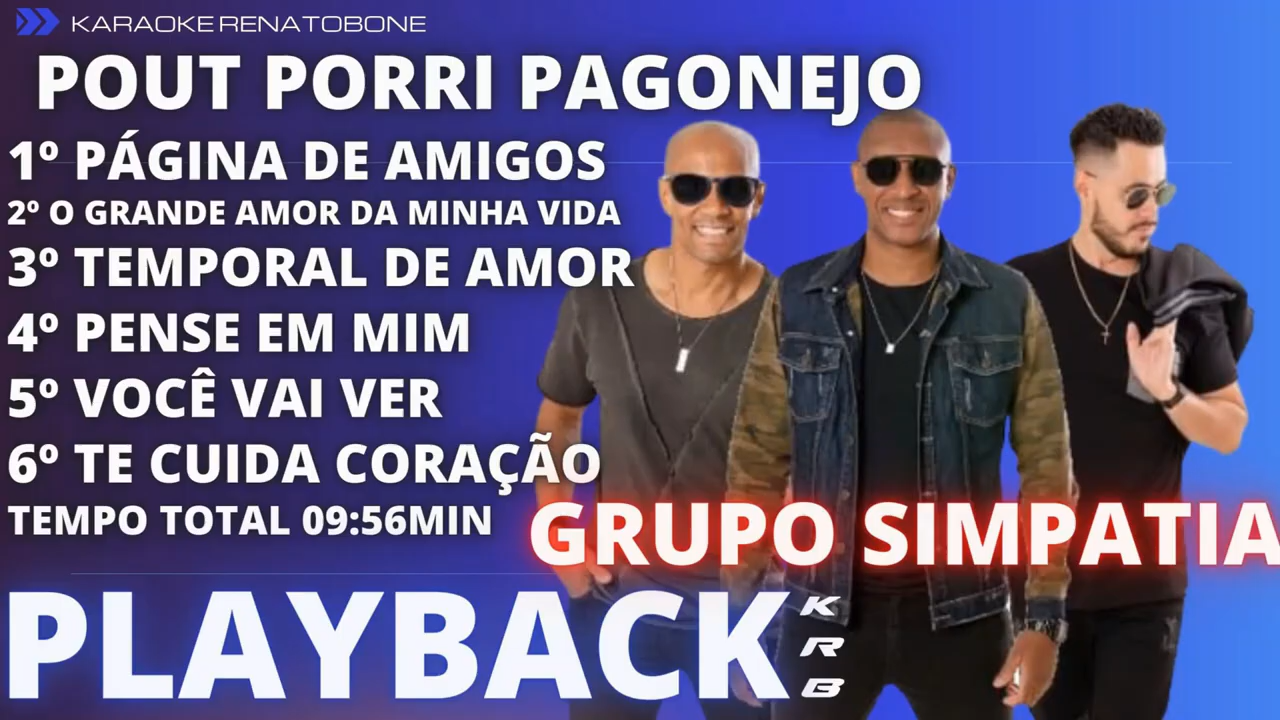 KARAOKE RENATOBONE
POUT PORRI PAGONEJO
1º PÁGINA DE AMIGOS
2º O GRANDE AMOR DA MINHA VIDA
3º TEMPORAL DE AMOR
4º PENSE EM MIM
5º VOCÊ VAI VER
6º TE CUIDA CORAÇÃO
TEMPO TOTAL 09:56MIN
GRUPO SIMPATIA
PLAYBACK
K
R
B